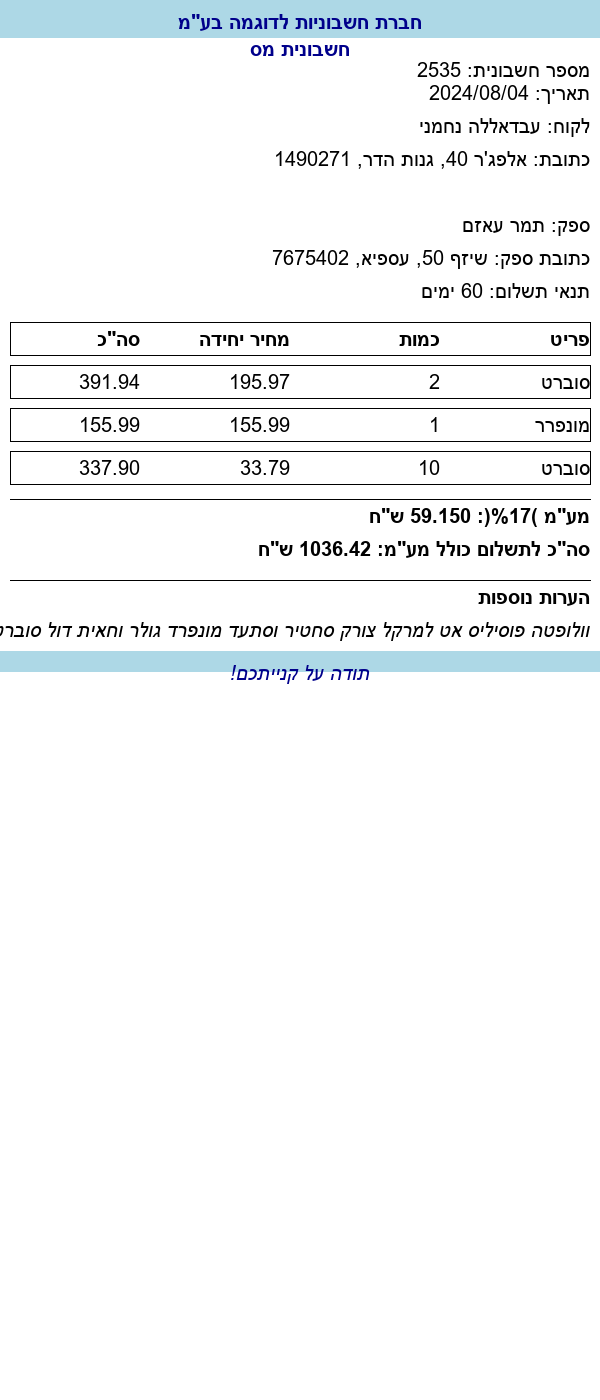 חברת חשבוניות לדוגמה בע"מ
חשבונית מס
מספר חשבונית: 2535
תאריך: 2024/08/04
לקוח: עבדאללה נחמני
כתובת: אלפג'ר 40, גנות הדר, 1490271
ספק: תמר עאזם
כתובת ספק: שיזף 50, עספיא, 7675402
תנאי תשלום: 60 ימים
פריט כמות מחיר יחידה סה"כ
סוברט 2 195.97 391.94
מונפרר 1 155.99 155.99
סוברט 10 33.79 337.90
מע"מ )17%(: 59.150 ש"ח
סה"כ לתשלום כולל מע"מ: 1036.42 ש"ח
הערות נוספות
וולופטה פוסיליס אט למרקל צורק סחטיר וסתעד מונפרד גולר וחאית דול סוברט
תודה על קנייתכם!